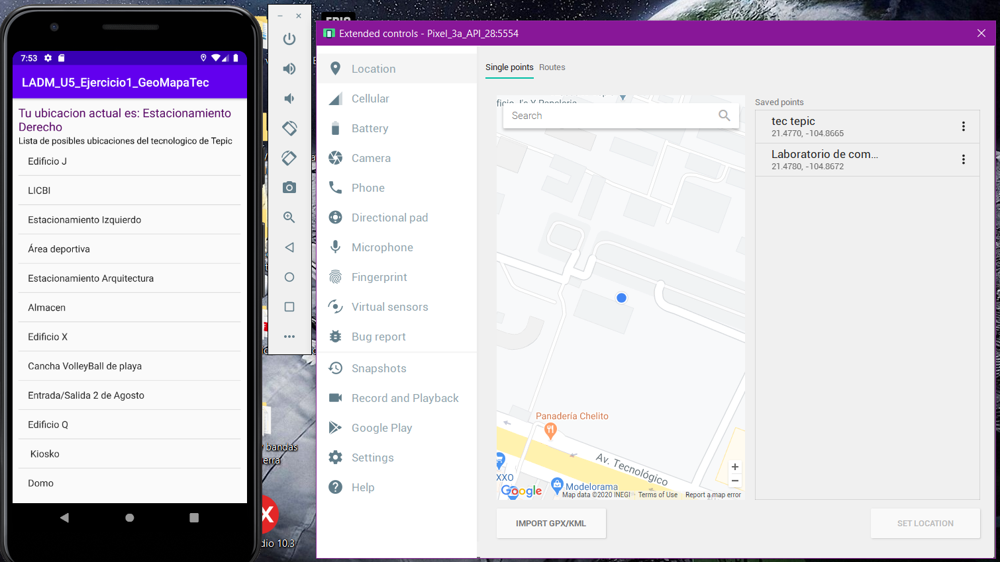 7:53
LADM_U5_Ejercicio1_GeoMapaTec
Tu ubicacion actual es: Estacionamiento
Derecho
Lista de posibles ubicaciones del tecnologico de Tepic
Edificio J
LICBI
Estacionamiento Izquierdo
Área deportiva
Estacionamiento Arquitectura
Almacen
Edificio X
Cancha VolleyBall de playa
Entrada/Salida 2 de Agosto
Edificio Q
Kiosko
Domo
y bandas
erra
dio 10.3
Extended controls - Pixel_3a_API_28:5554
Location
Cellular
Battery
Camera
Phone
Directional pad
Microphone
Fingerprint
Virtual sensors
Bug report
Snapshots
Record and Playback
Google Play
Settings
Help
Single points
Routes
Search
Panadería Chelito
Av. Tecnológico
XXO
Modelorama
Google
Map data ©2020 INEGI
Terms of Use
Report a map error
IMPORT GPX/KML
Saved points
tec tepic
21.4770, -104.8665
Laboratorio de com...
21.4780, -104.8672
SET LOCATION